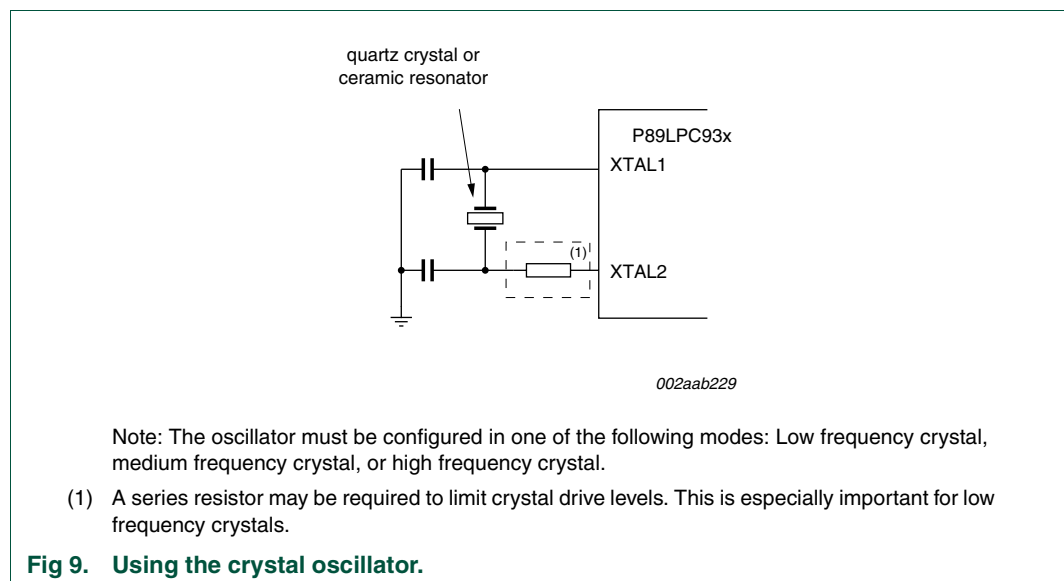 quartz crystal or
ceramic resonator
P89LPC93x
XTAL1
(1)
XTAL2
002aab229
Note: The oscillator must be configured in one of the following modes: Low frequency crystal,
medium frequency crystal, or high frequency crystal.
(1) A series resistor may be required to limit crystal drive levels. This is especially important for low
frequency crystals.
Fig 9. Using the crystal oscillator.